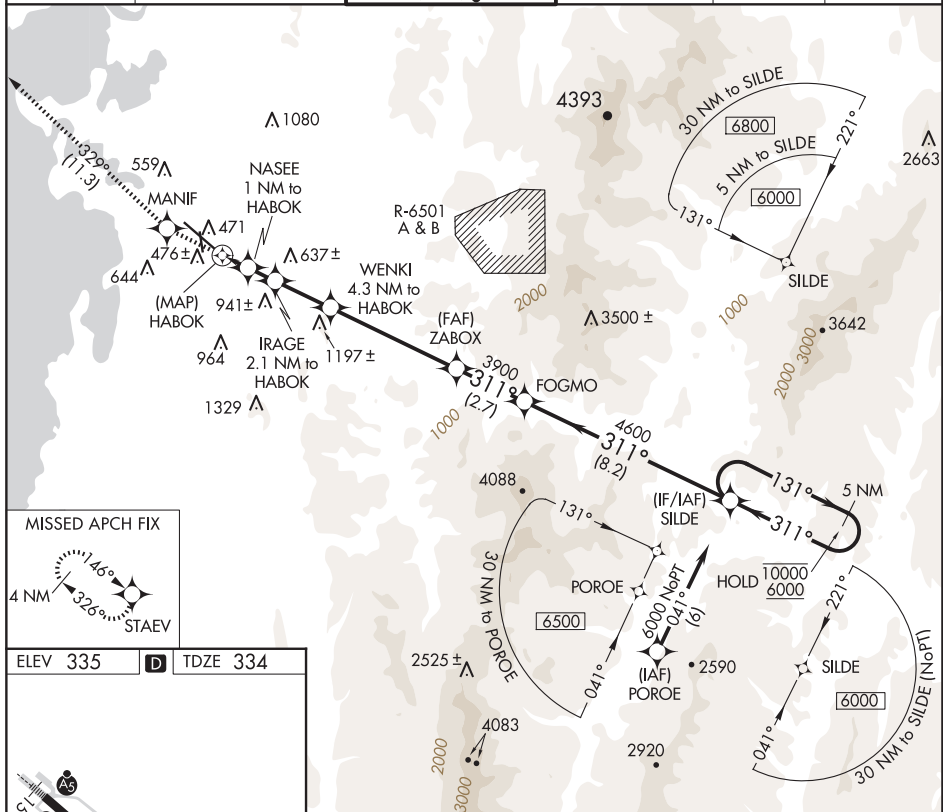 30 NM to SILDE
6800
221°
5 NM to SILDE
6000
131°
SILDE
4393
2663
1080
329°
(11.3)
559
MANIF
NASEE
1 NM to
HABOK
471
476±
644
637±
R-6501
A & B
(MAP)
HABOK
941±
WENKI
4.3 NM to
HABOK
2000
1000
3500 ±
3642
3000
2000
964
IRAGE
2.1 NM to
HABOK
1197 ±
(FAF)
ZABOX
3900
311°
(2.7)
FOGMO
1329
1000
4600
311°
(8.2)
4088
131°
(IF/IAF)
SILDE
131°
5 NM
311°
HOLD
10000
6000
MISSED APCH FIX
146°
4 NM
326°
STAEV
30 NM to POROE
POROE
6500
6000 NoPT
041°
(6)
041°
(IAF)
POROE
221°
SILDE
6000
041°
30 NM to SILDE (NoPT)
ELEV 335
D
TDZE 334
2525 ±
2590
4083
2920
2000
3000
A5